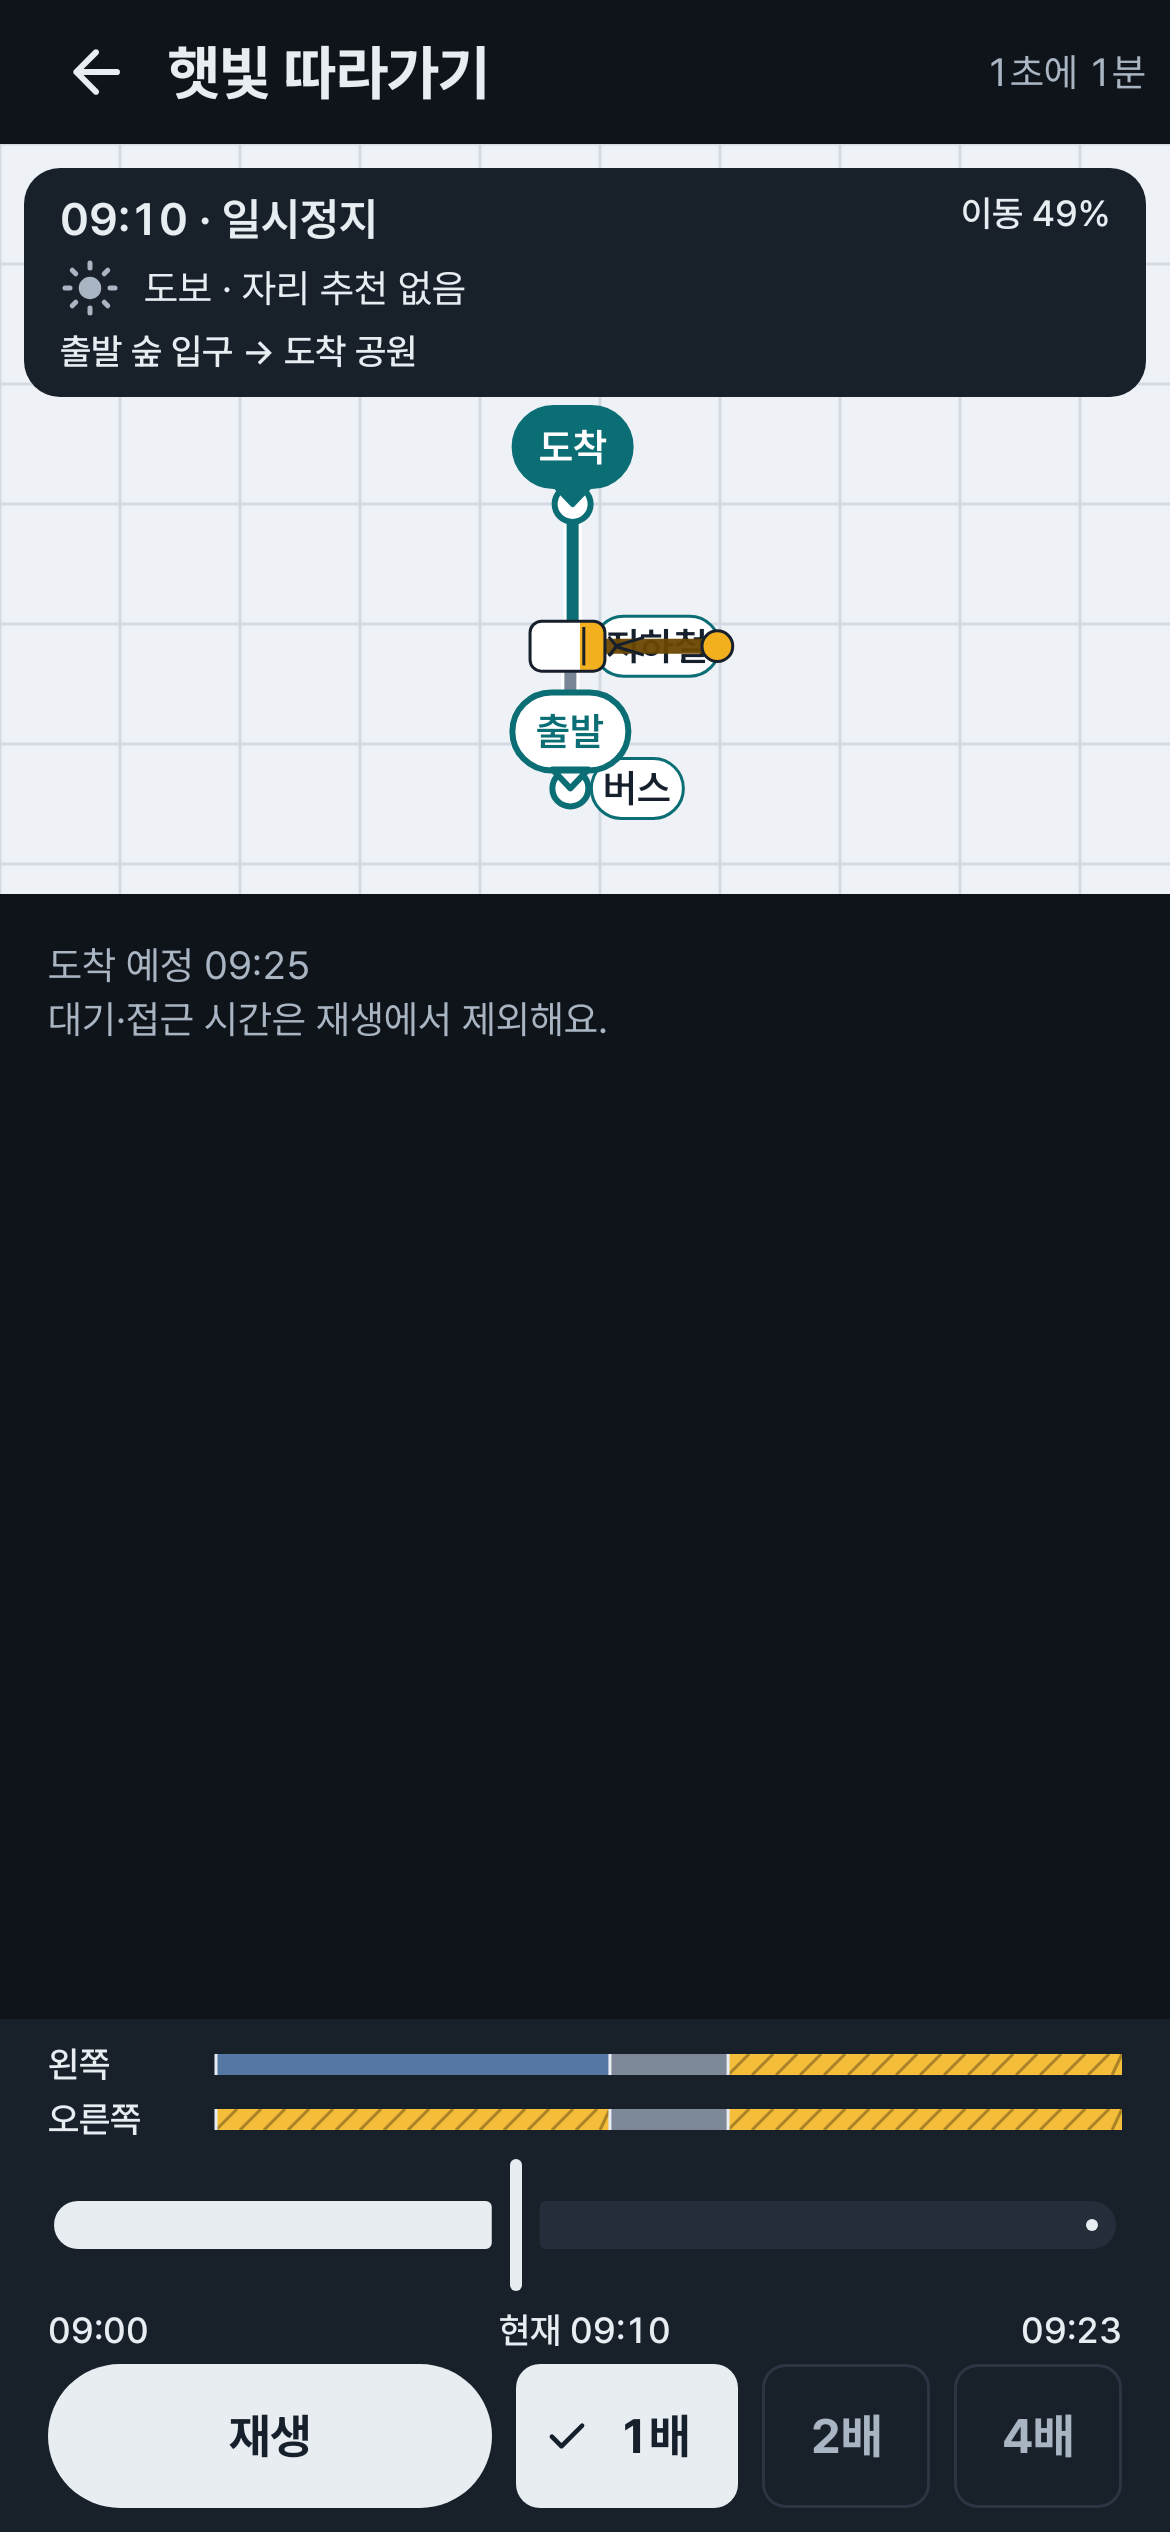 햇빛 따라가기
1초에 1분
09:10 · 일시정지
이동 49%
도보 · 자리 추천 없음
출발 숲 입구 → 도착 공원
도착
출발
버스
도착 예정 09:25
대기·접근 시간은 재생에서 제외해요.
왼쪽
오른쪽
09:00
현재 09:10
09:23
재생
1배
2배
4배